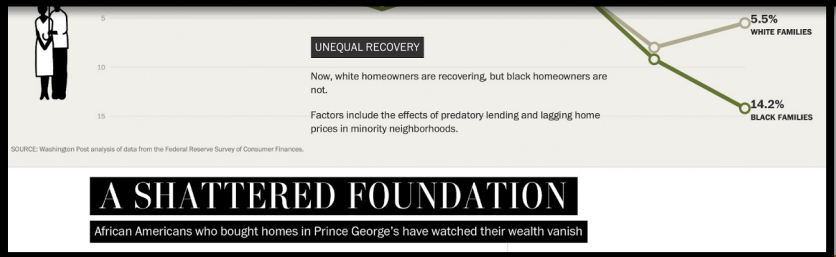 5
5.5%
WHITE FAMILIES
UNEQUAL RECOVERY
10
Now, white homeowners are recovering, but black homeowners are
not.
14.2%
BLACK FAMILIES
15
Factors include the effects of predatory lending and lagging home
prices in minority neighborhoods.
SOURCE: Washington Post analysis of data from the Federal Reserve Survey of Consumer Finances.
A SHATTERED FOUNDATION
African Americans who bought homes in Prince George's have watched their wealth vanish